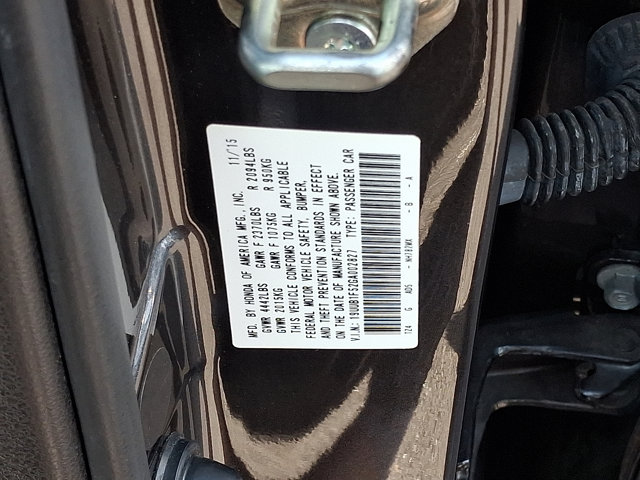 MFD. BY HONDA OF AMERICA MFG., INC. 11/15
GVWR 4442LBS GAWR F 2370LBS R 2094LBS
GVWR 2015KG GAWR F 1075KG R 950KG
THIS VEHICLE CONFORMS TO ALL APPLICABLE
FEDERAL MOTOR VEHICLE SAFETY, BUMPER,
AND THEFT PREVENTION STANDARDS IN EFFECT
ON THE DATE OF MANUFACTURE SHOWN ABOVE.
V.I.N.: 19UUB1F52GA002827 TYPE: PASSENGER CAR
TZ4 G AD5 - - B - A